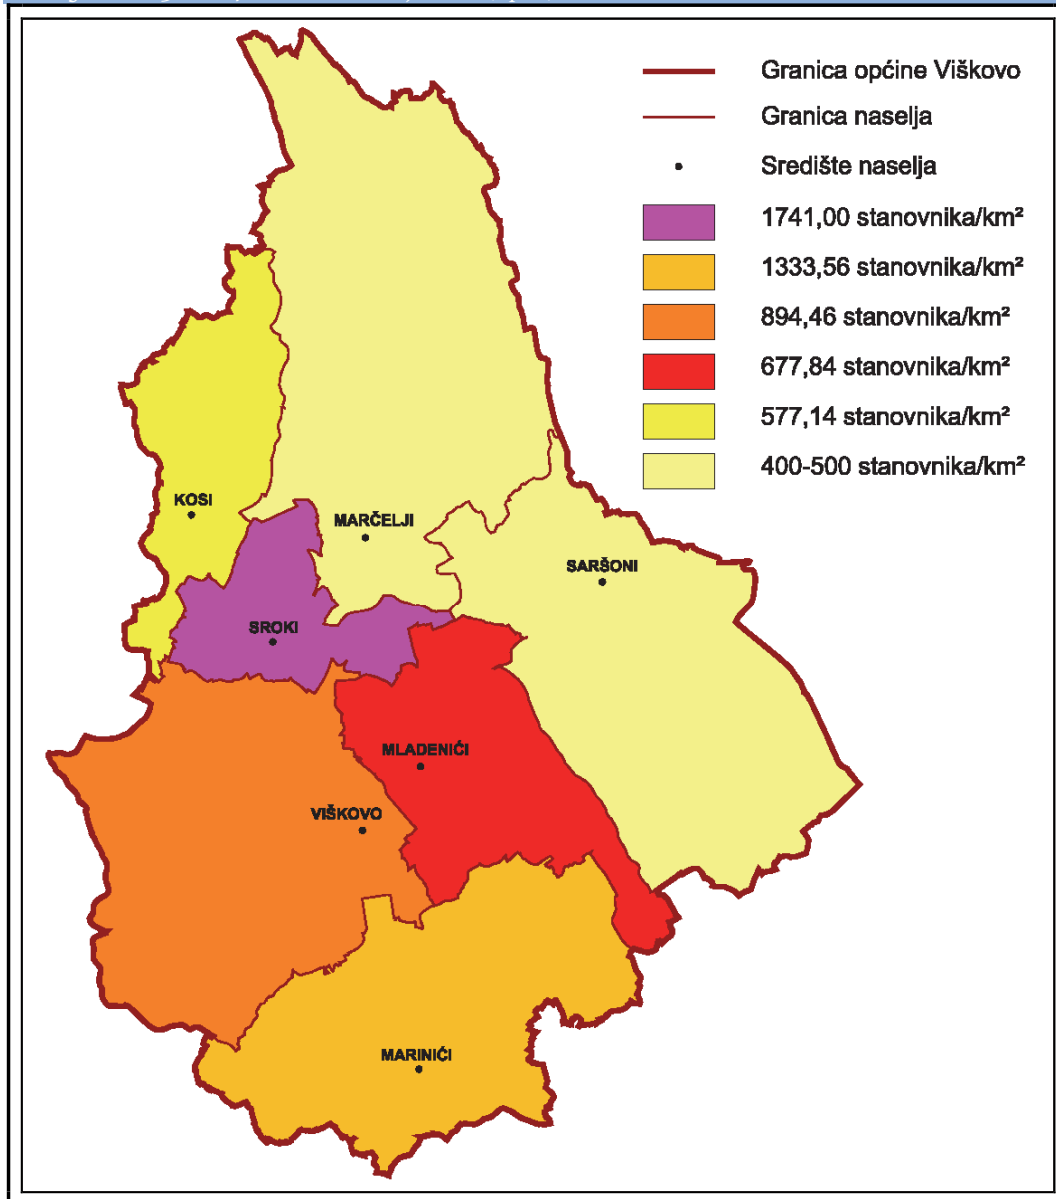 Granica općine Viškovo
Granica naselja
Središte naselja
1741,00 stanovnika/km²
1333,56 stanovnika/km²
894,46 stanovnika/km²
677,84 stanovnika/km²
577,14 stanovnika/km²
400-500 stanovnika/km²
KOSI
MARČELJI
SARŠONI
SROKI
MLADENIĆI
VIŠKOVO
MARINIĆI